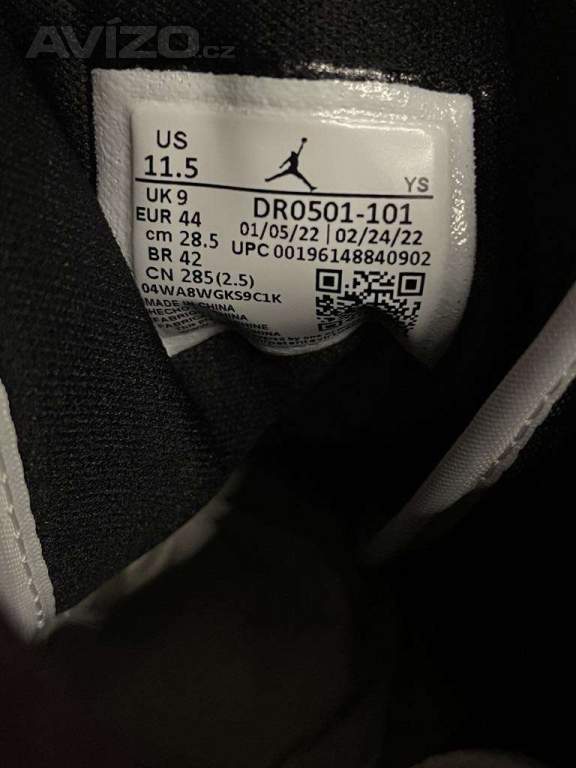 Avízo.cz
US
11.5
YS
UK 9
EUR 44
cm 28.5
BR 42
CN 285(2.5)
DR0501-101
01/05/22 | 02/24/22
UPC 00196148840902
04WA8WGKS9C1K
MADE IN CHINA